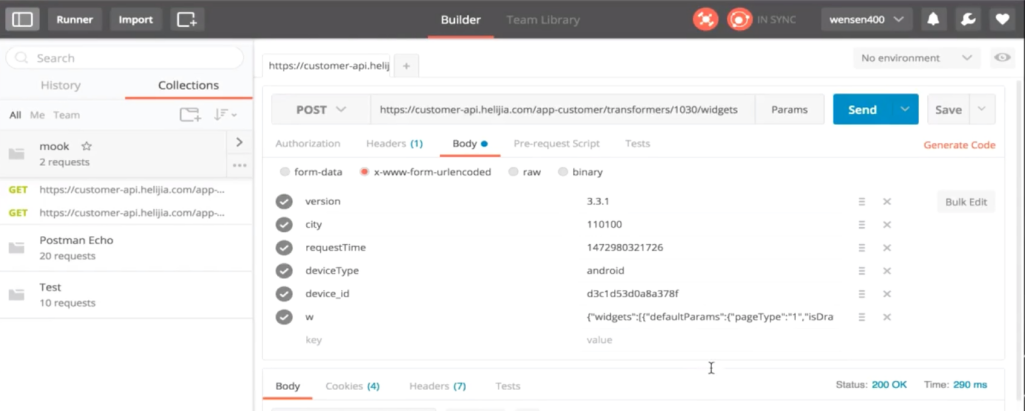 Runner Import Builder Team Library IN SYNC wensen400
Search
History Collections
All Me Team
mook
2 requests
GET https://customer-api.helijia.com/app-...
GET https://customer-api.helijia.com/app-...
Postman Echo
20 requests
Test
10 requests
https://customer-api.helij + No environment
POST https://customer-api.helijia.com/app-customer/transformers/1030/widgets Params Send Save
Authorization Headers (1) Body Pre-request Script Tests Generate Code
form-data x-www-form-urlencoded raw binary
version 3.3.1 Bulk Edit
city 110100
requestTime 1472980321726
deviceType android
device_id d3c1d53d0a8a378f
w {"widgets":[{"defaultParams":{"pageType":"1","isDra
key value
Body Cookies (4) Headers (7) Tests Status: 200 OK Time: 290 ms